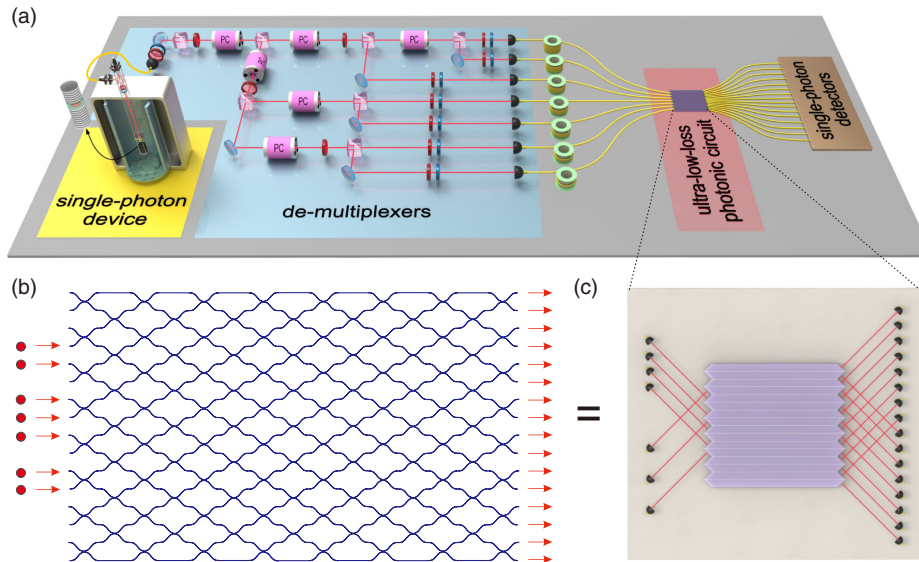 (a)
PC
PC
PC
PC
PC
PC
single-photon
device
de-multiplexers
ultra-low-loss
photonic circuit
single-photon
detectors
(b)
(c)
=